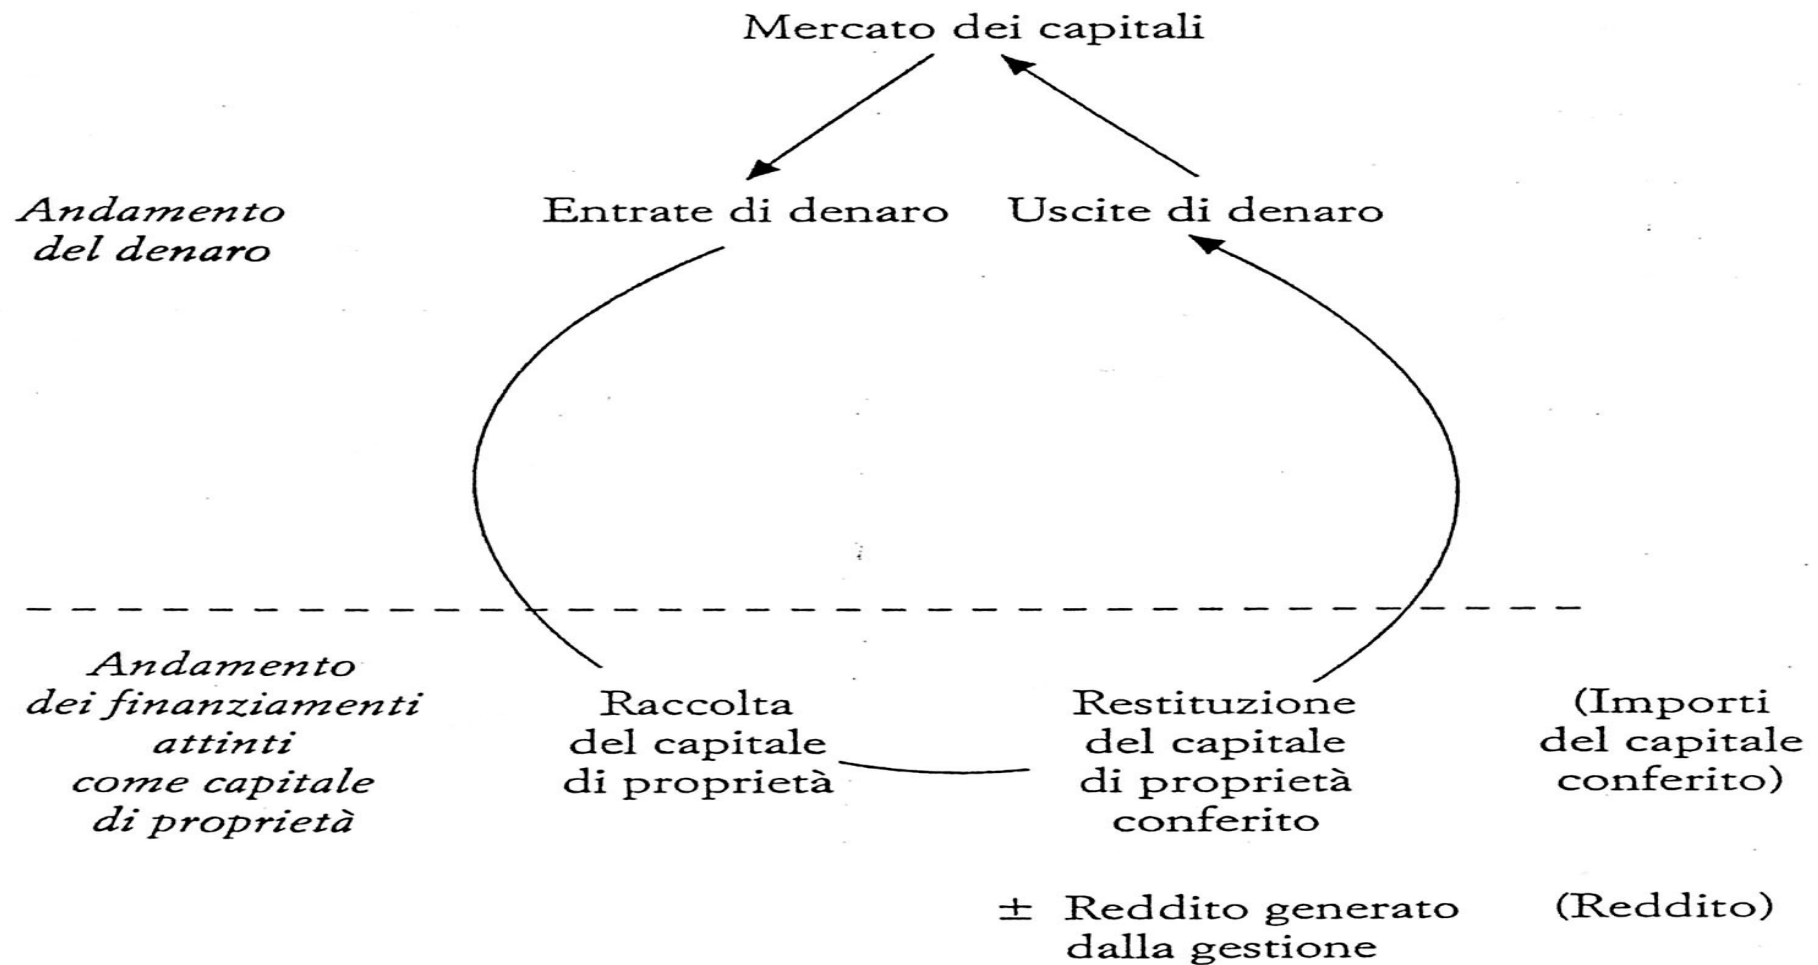 Mercato dei capitali
Andamento
del denaro
Entrate di denaro
Uscite di denaro
Andamento
dei finanziamenti
attinti
come capitale
di proprietà
Raccolta
del capitale
di proprietà
Restituzione
del capitale
di proprietà
conferito
(Importi
del capitale
conferito)
± Reddito generato
dalla gestione
(Reddito)